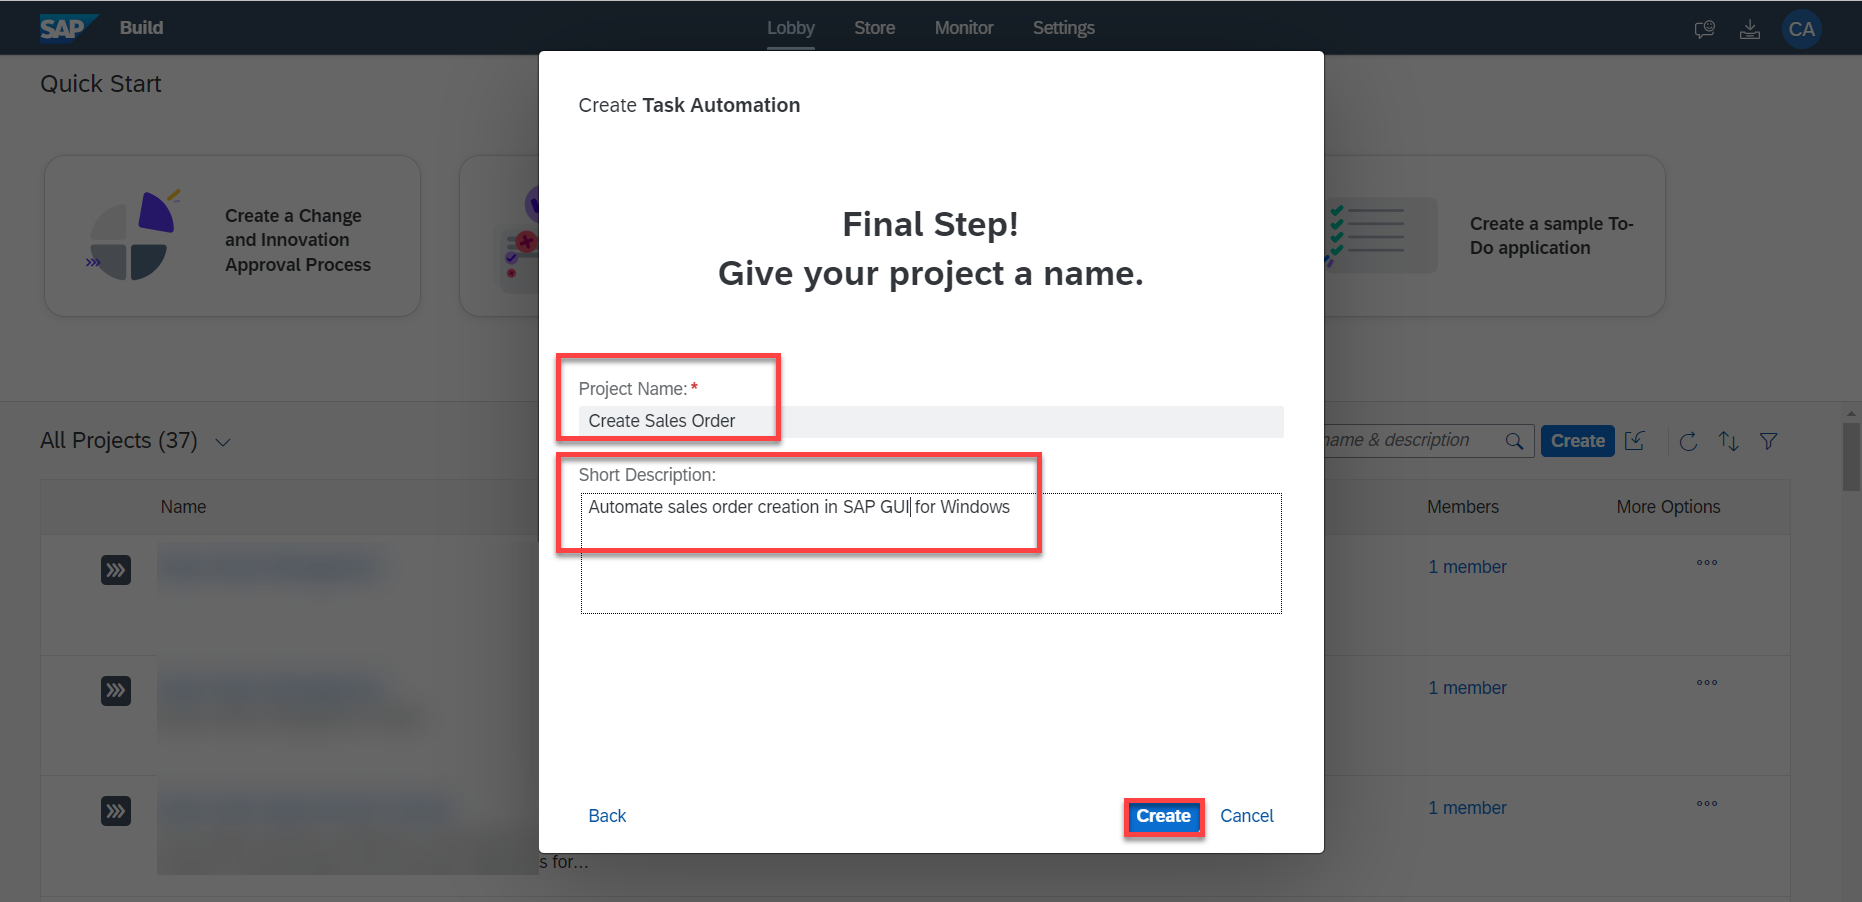 SAP Build Lobby Store Monitor Settings CA
Quick Start
Create a Change
and Innovation
Approval Process
Create a sample To-
Do application
Create Task Automation
Final Step!
Give your project a name.
Project Name: *
Create Sales Order
Short Description:
Automate sales order creation in SAP GUI for Windows
Back Create Cancel
All Projects (37)
name & description Create
Name Members More Options
1 member
1 member
1 member
s for...